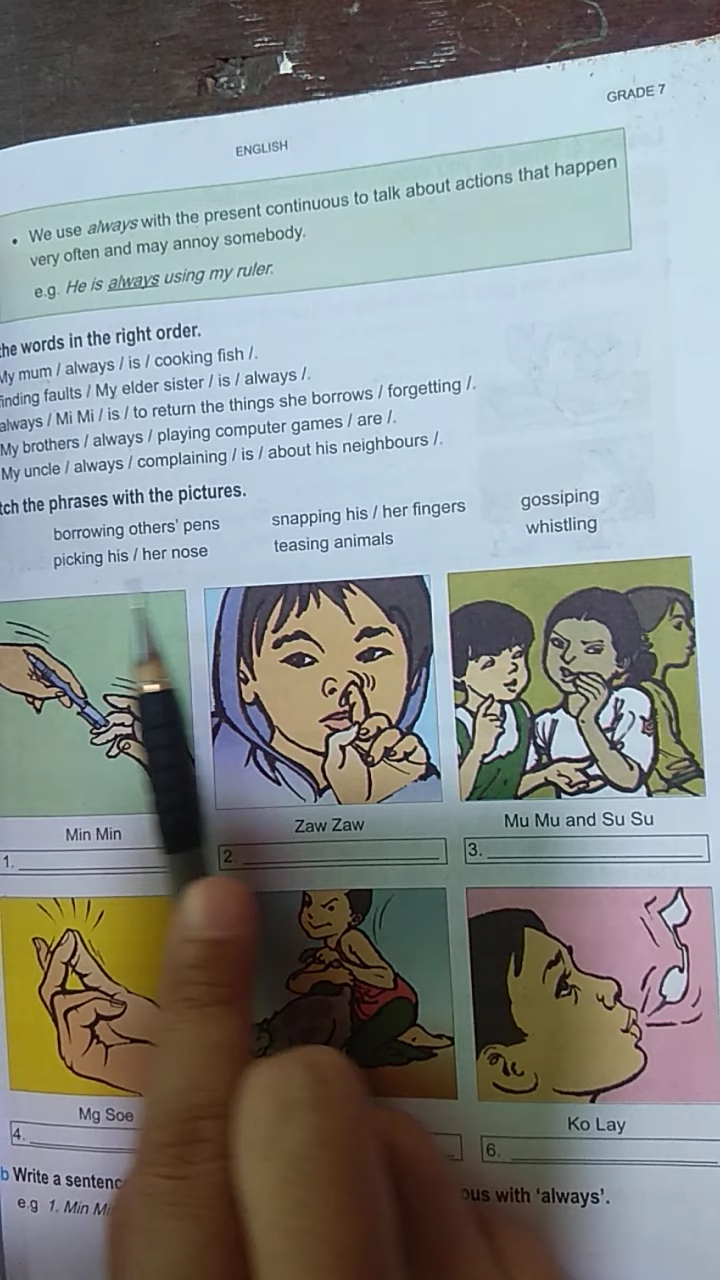 ENGLISH
GRADE 7
• We use always with the present continuous to talk about actions that happen
very often and may annoy somebody.
e.g. He is always using my ruler.
the words in the right order.
My mum / always / is / cooking fish /.
finding faults / My elder sister / is / always /.
always / Mi Mi / is / to return the things she borrows / forgetting /.
My brothers / always / playing computer games / are /.
My uncle / always / complaining / is / about his neighbours /.
tch the phrases with the pictures.
borrowing others' pens snapping his / her fingers gossiping
picking his / her nose teasing animals whistling
Min Min Zaw Zaw Mu Mu and Su Su
1. 2. 3.
Mg Soe Ko Lay
4. 6.
b Write a sentenc ous with 'always'.
e.g 1. Min Mi